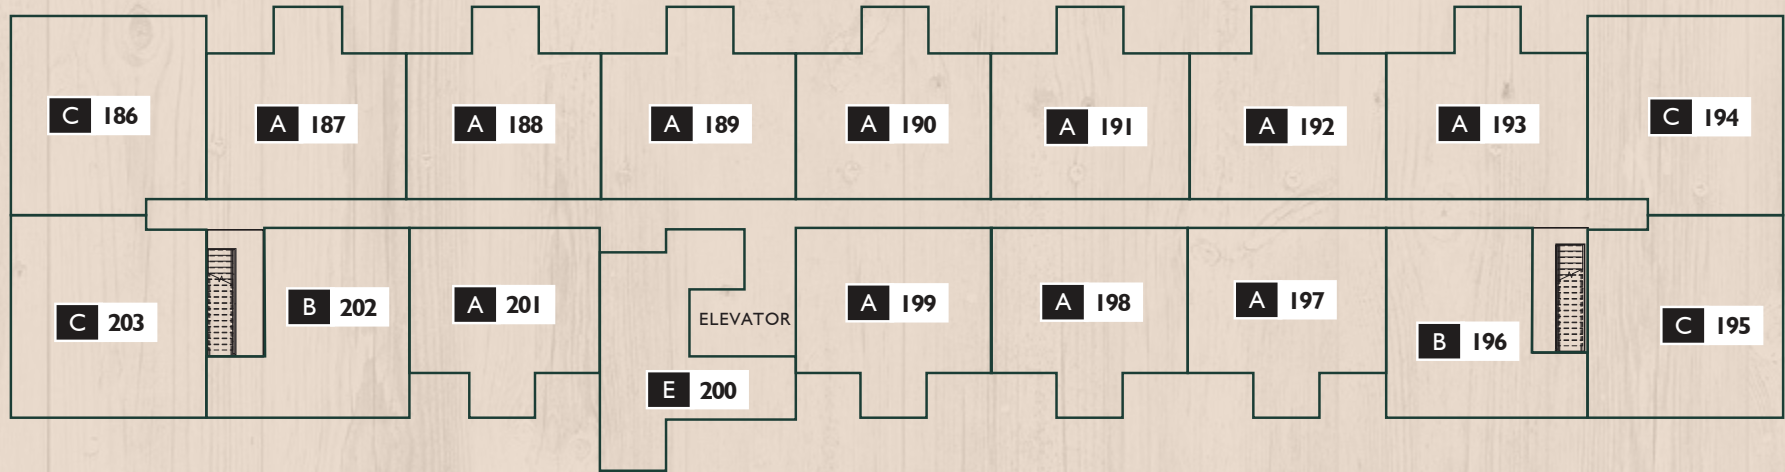 C 186
A 187
A 188
A 189
A 190
A 191
A 192
A 193
C 194
C 203
B 202
A 201
ELEVATOR
E 200
A 199
A 198
A 197
B 196
C 195